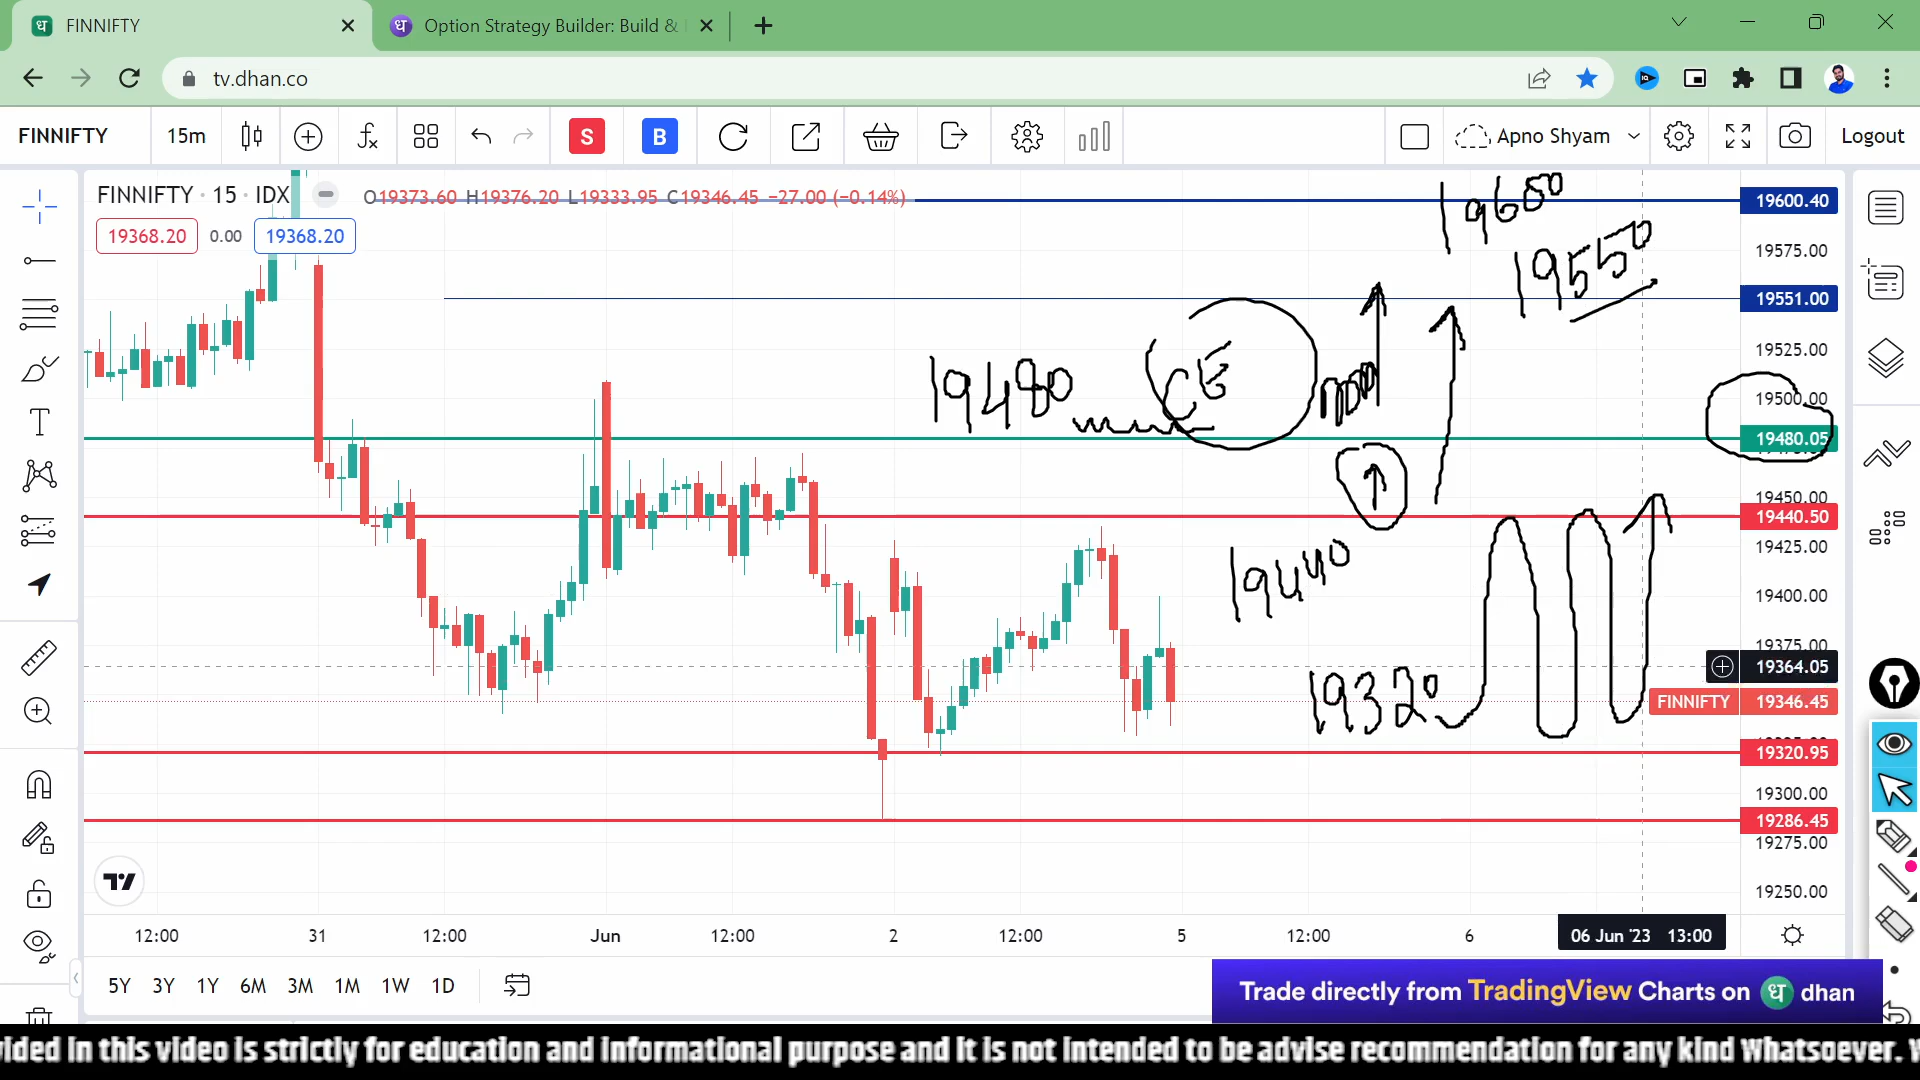 FINNIFTY
Option Strategy Builder: Build &
tv.dhan.co
FINNIFTY 15m S B Apno Shyam Logout
FINNIFTY · 15 · IDX O19373.60 H19376.20 L19333.95 C19346.45 −27.00 (−0.14%)
19368.20 0.00 19368.20
19600
19550
19480 CE
19440
19320
19600.40
19575.00
19551.00
19525.00
19500.00
19480.05
19450.00
19440.50
19425.00
19400.00
19375.00
19364.05
FINNIFTY 19346.45
19320.95
19300.00
19286.45
19275.00
19250.00
12:00 31 12:00 Jun 12:00 2 12:00 5 12:00 6 06 Jun '23 13:00
5Y 3Y 1Y 6M 3M 1M 1W 1D
Trade directly from TradingView Charts on धी dhan
vided in this video is strictly for education and informational purpose and it is not intended to be advise recommendation for any kind Whatsoever. W